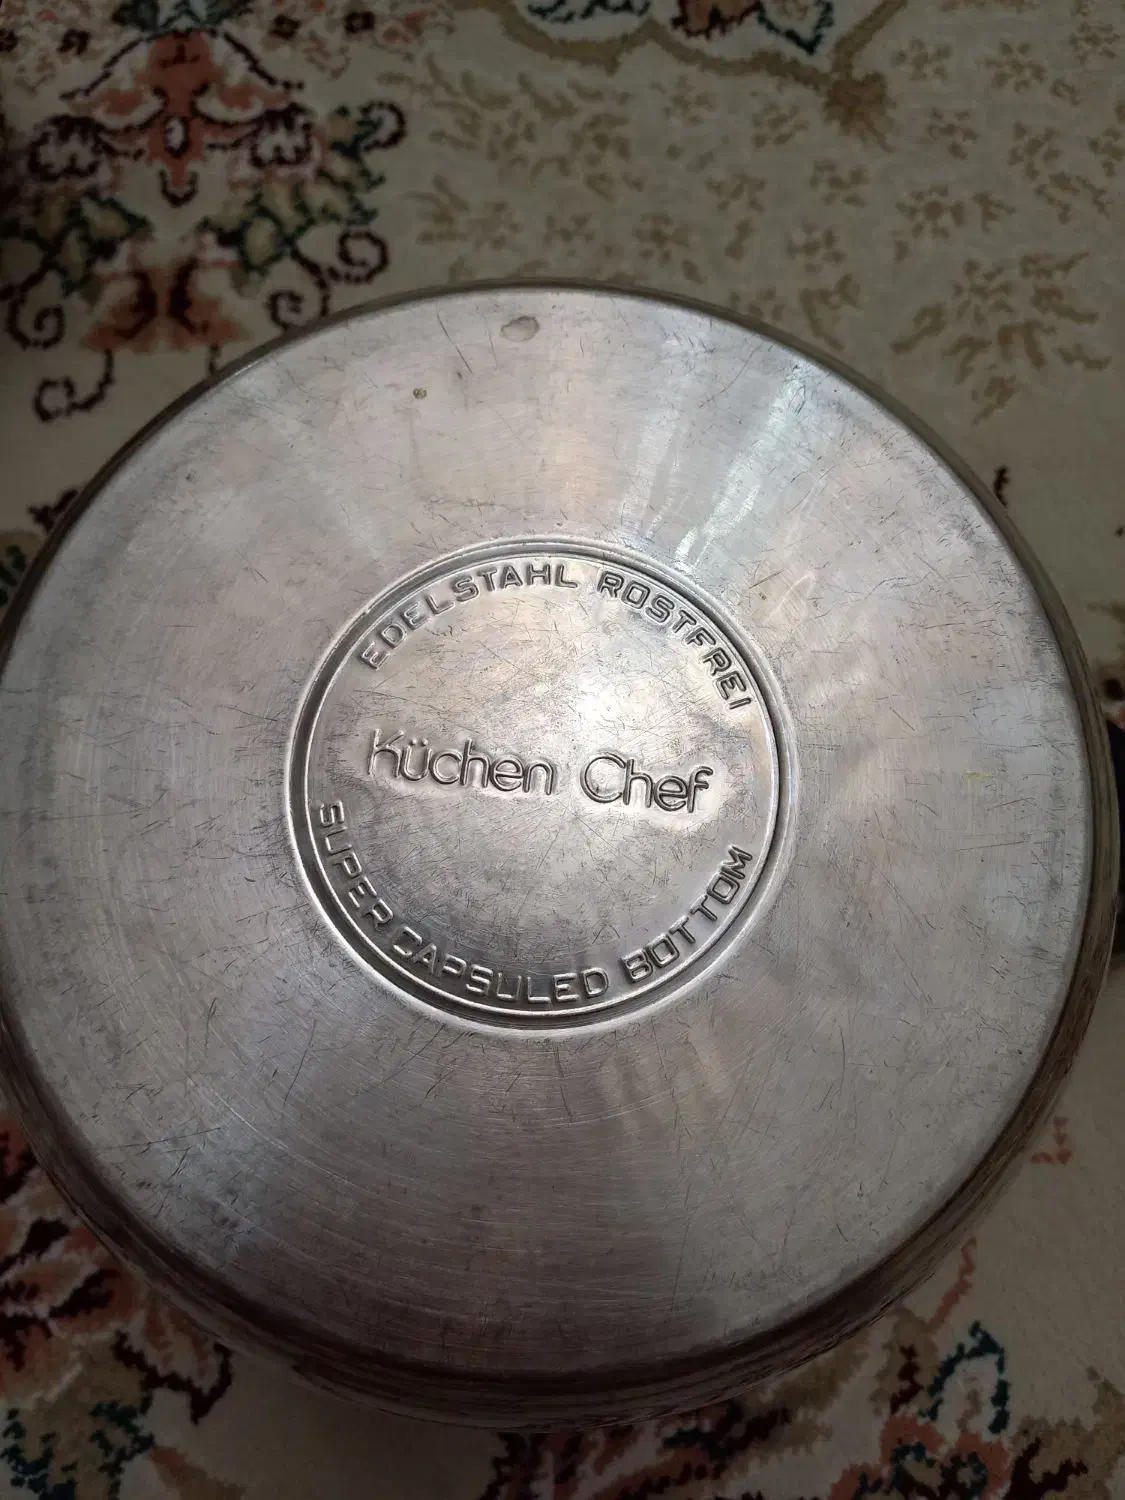 EDELSTAHL ROSTFREI
Küchen Chef
SUPER CAPSULED BOTTOM